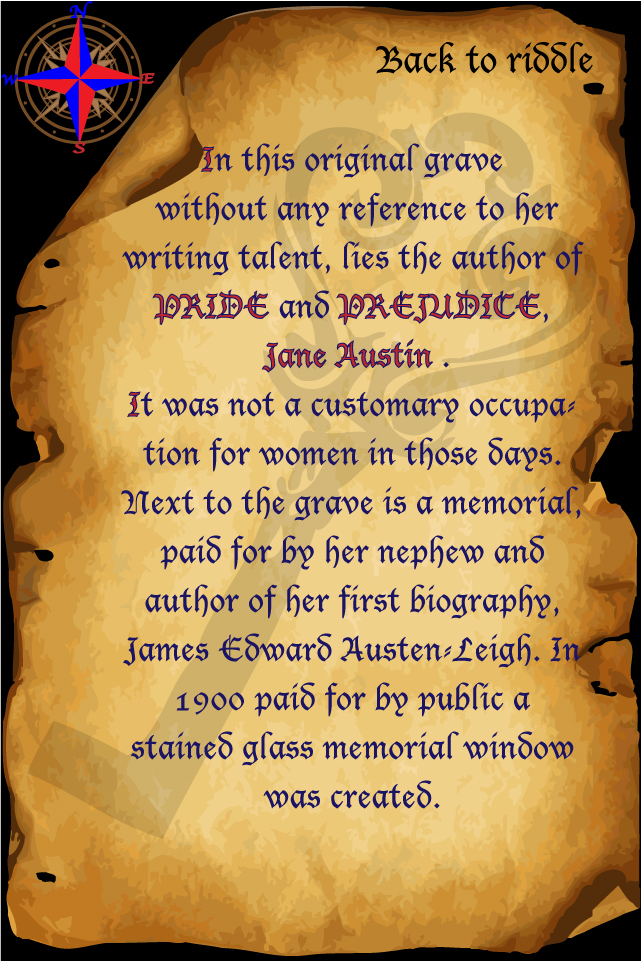 N
W
E
S
Back to riddle
In this original grave
without any reference to her
writing talent, lies the author of
PRIDE and PREJUDICE,
Jane Austin .
It was not a customary occupa-
tion for women in those days.
Next to the grave is a memorial,
paid for by her nephew and
author of her first biography,
James Edward Austen-Leigh. In
1900 paid for by public a
stained glass memorial window
was created.